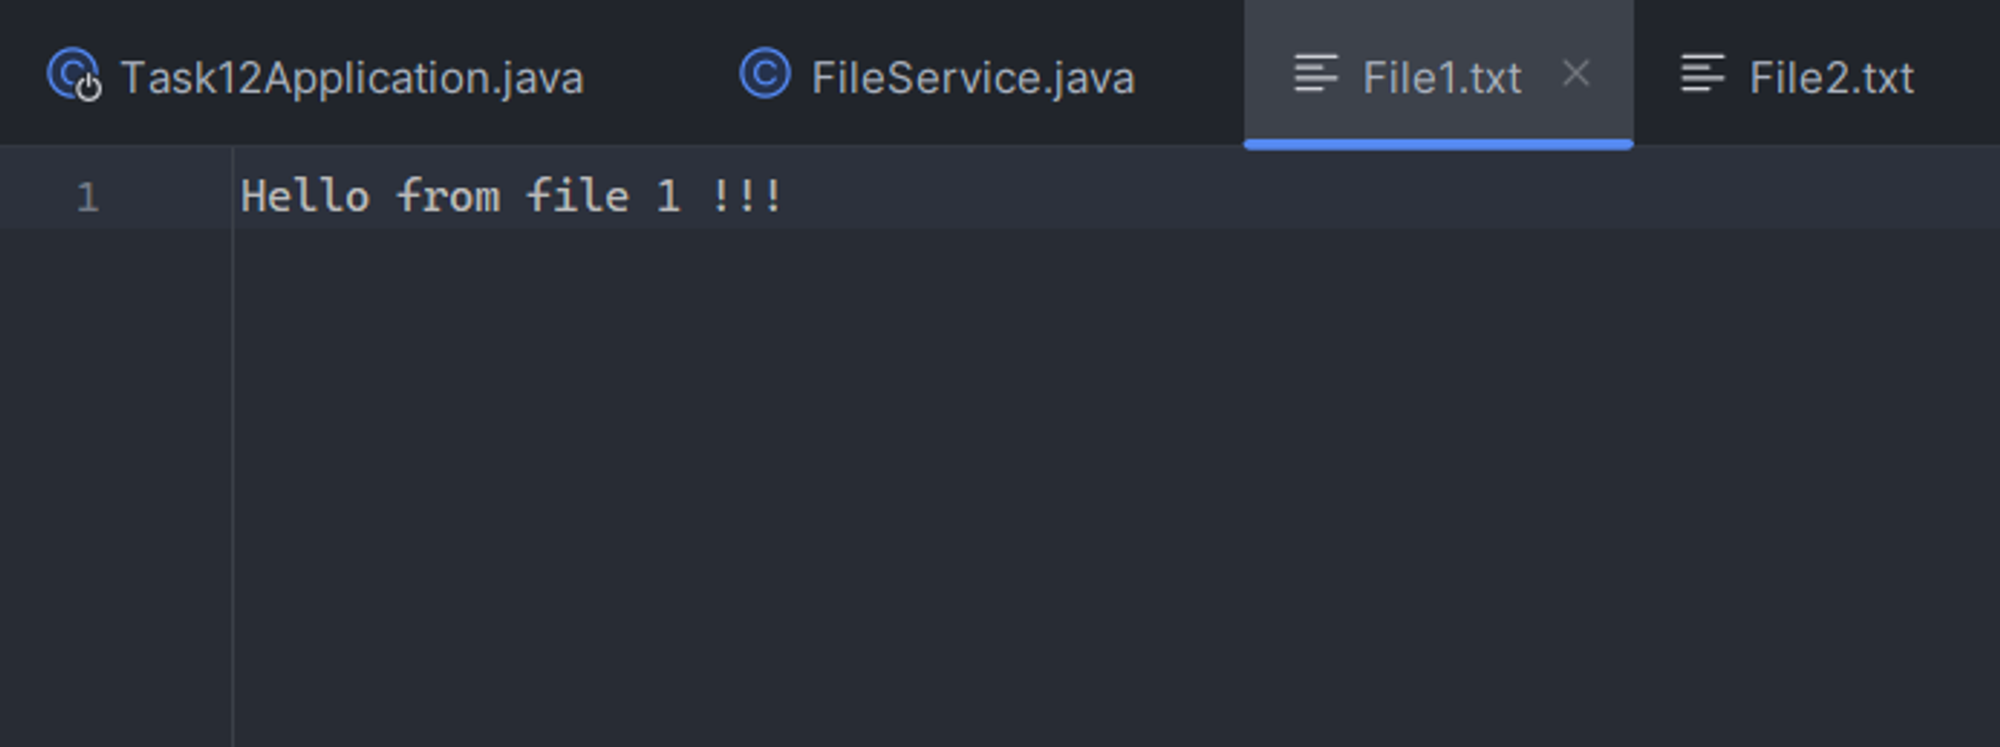 Task12Application.java FileService.java File1.txt File2.txt
1 Hello from file 1 !!!